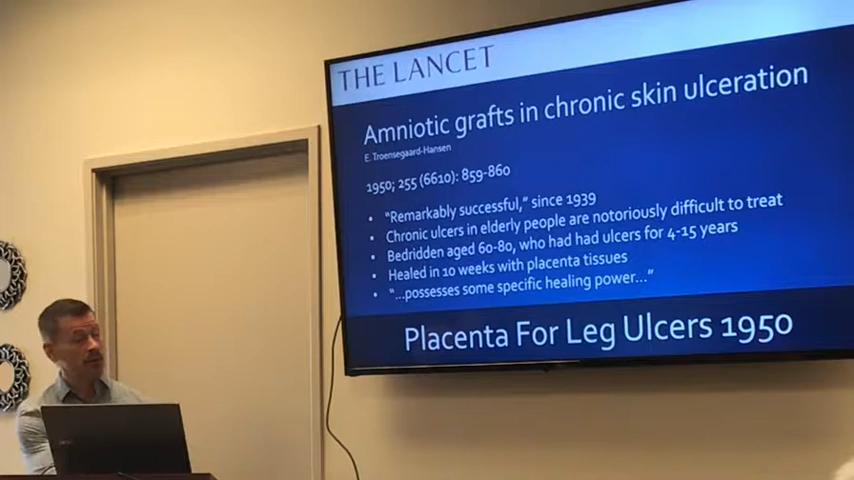 THE LANCET
Amniotic grafts in chronic skin ulceration
E. Troensegaard-Hansen
1950; 255 (6610): 859-860
• "Remarkably successful," since 1939
• Chronic ulcers in elderly people are notoriously difficult to treat
• Bedridden aged 60-80, who had had ulcers for 4-15 years
• Healed in 10 weeks with placenta tissues
• "...possesses some specific healing power..."
Placenta For Leg Ulcers 1950